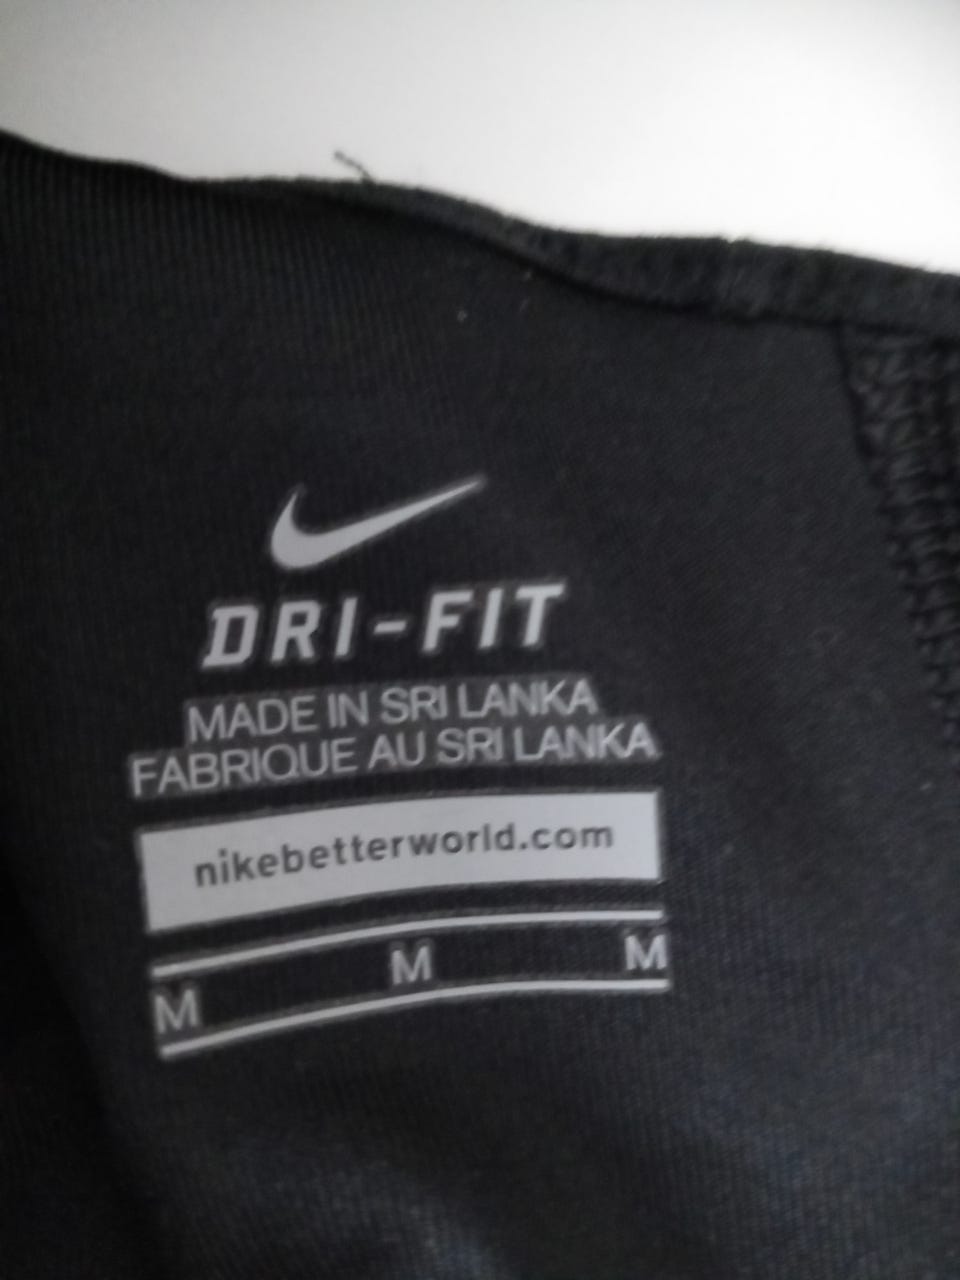 DRI-FIT
MADE IN SRI LANKA
FABRIQUE AU SRI LANKA
nikebetterworld.com
M M M